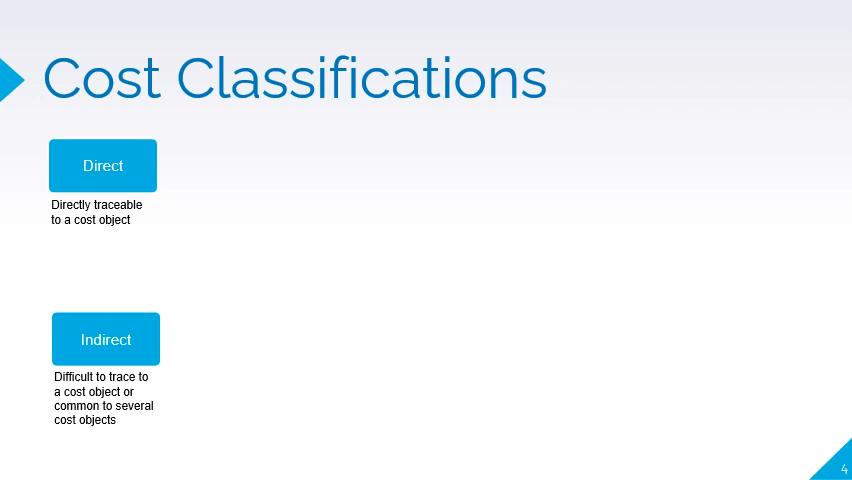 Cost Classifications
Direct
Directly traceable
to a cost object
Indirect
Difficult to trace to
a cost object or
common to several
cost objects
4